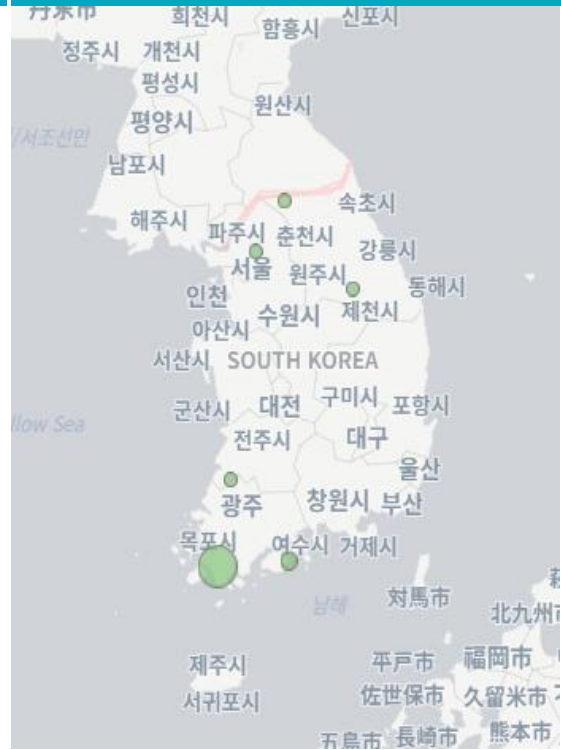 희천시
함흥시
신포시
정주시
개천시
평성시
원산시
평양시
/서조선만
남포시
해주시
속초시
파주시
춘천시
강릉시
서울
원주시
동해시
인천
수원시
제천시
아산시
서산시
SOUTH KOREA
구미시
군산시
대전
포항시
llow Sea
전주시
대구
울산
광주
창원시
부산
목포시
여수시
거제시
남해
対馬市
北九州市
제주시
平戸市
福岡市
서귀포시
佐世保市
久留米市
五島市
長崎市
熊本市